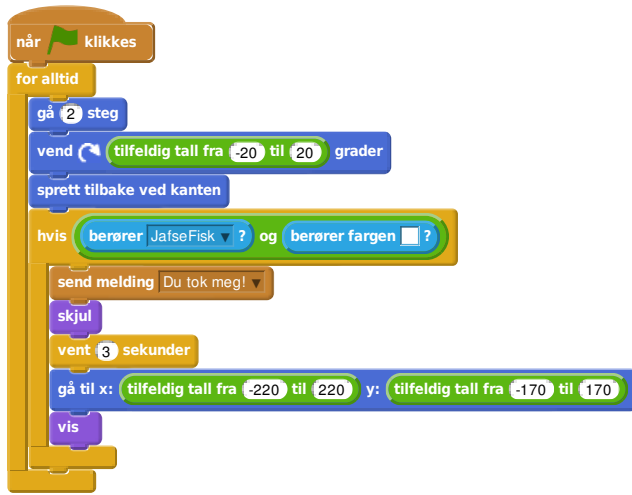 når klikkes
for alltid
gå 2 steg
vend tilfeldig tall fra -20 til 20 grader
sprett tilbake ved kanten
hvis berører JafseFisk ? og berører fargen ?
send melding Du tok meg!
skjul
vent 3 sekunder
gå til x: tilfeldig tall fra -220 til 220 y: tilfeldig tall fra -170 til 170
vis